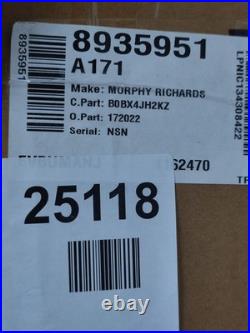 8935951
8935951
A171
Make: MORPHY RICHARDS
C.Part: B0BX4JH2KZ
O.Part: 172022
Serial: NSN
LPNIC134308422
62470
25118